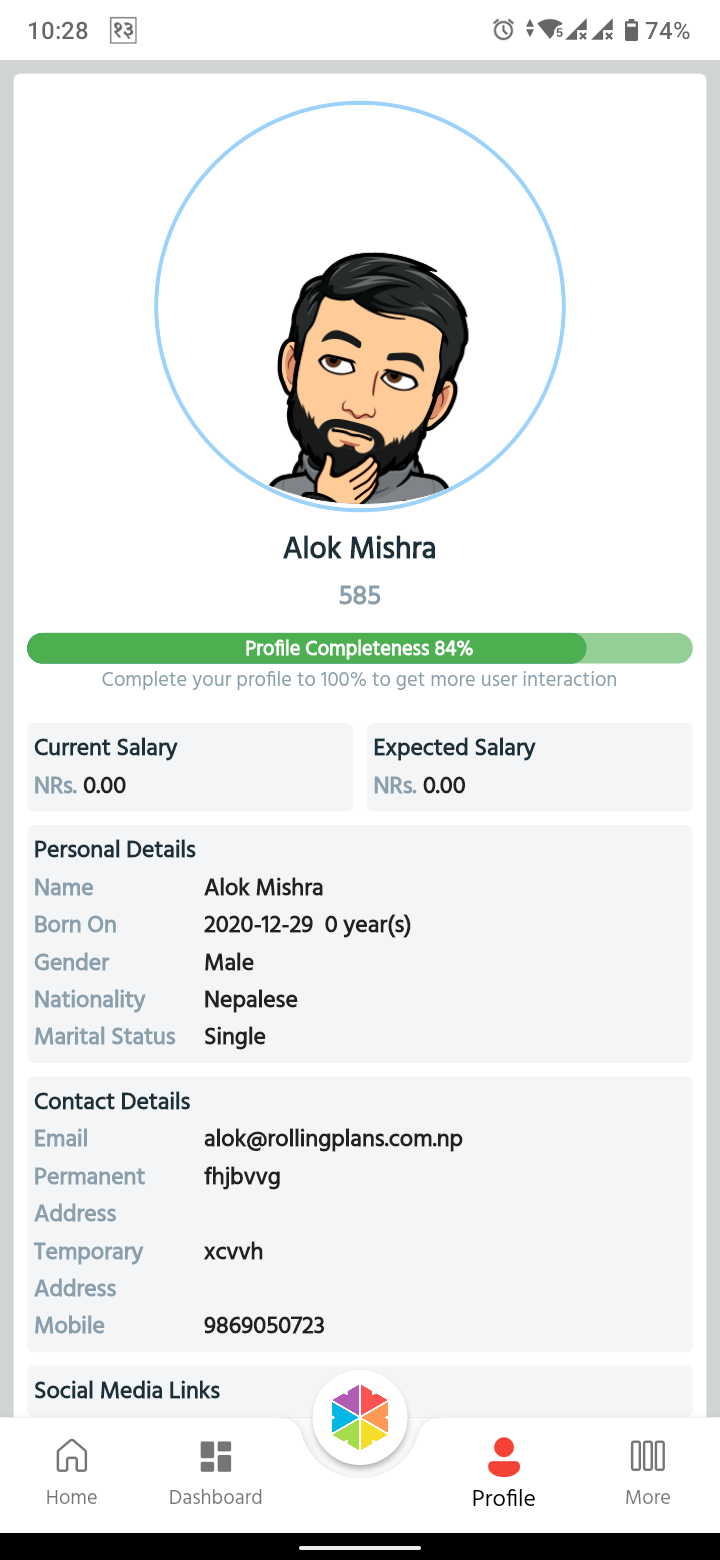 10:28 १३ 5 74%
Alok Mishra
585
Profile Completeness 84%
Complete your profile to 100% to get more user interaction
Current Salary Expected Salary
NRs. 0.00 NRs. 0.00
Personal Details
Name Alok Mishra
Born On 2020-12-29 0 year(s)
Gender Male
Nationality Nepalese
Marital Status Single
Contact Details
Email alok@rollingplans.com.np
Permanent fhjbvvg
Address
Temporary xcvvh
Address
Mobile 9869050723
Social Media Links
Home Dashboard Profile More